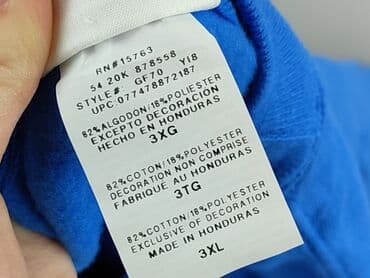 RN#15763
54 20K 878558 Y18
STYLE#: GF70
UPC:077478872187
82%ALGODON/18%POLIESTER
EXCEPTO DECORACIÓN
HECHO EN HONDURAS
3XG
82%COTON/18%POLYESTER
DECORATION NON COMPRISE
FABRIQUE AU HONDURAS
3TG
82%COTTON/18%POLYESTER
EXCLUSIVE OF DECORATION
MADE IN HONDURAS
3XL